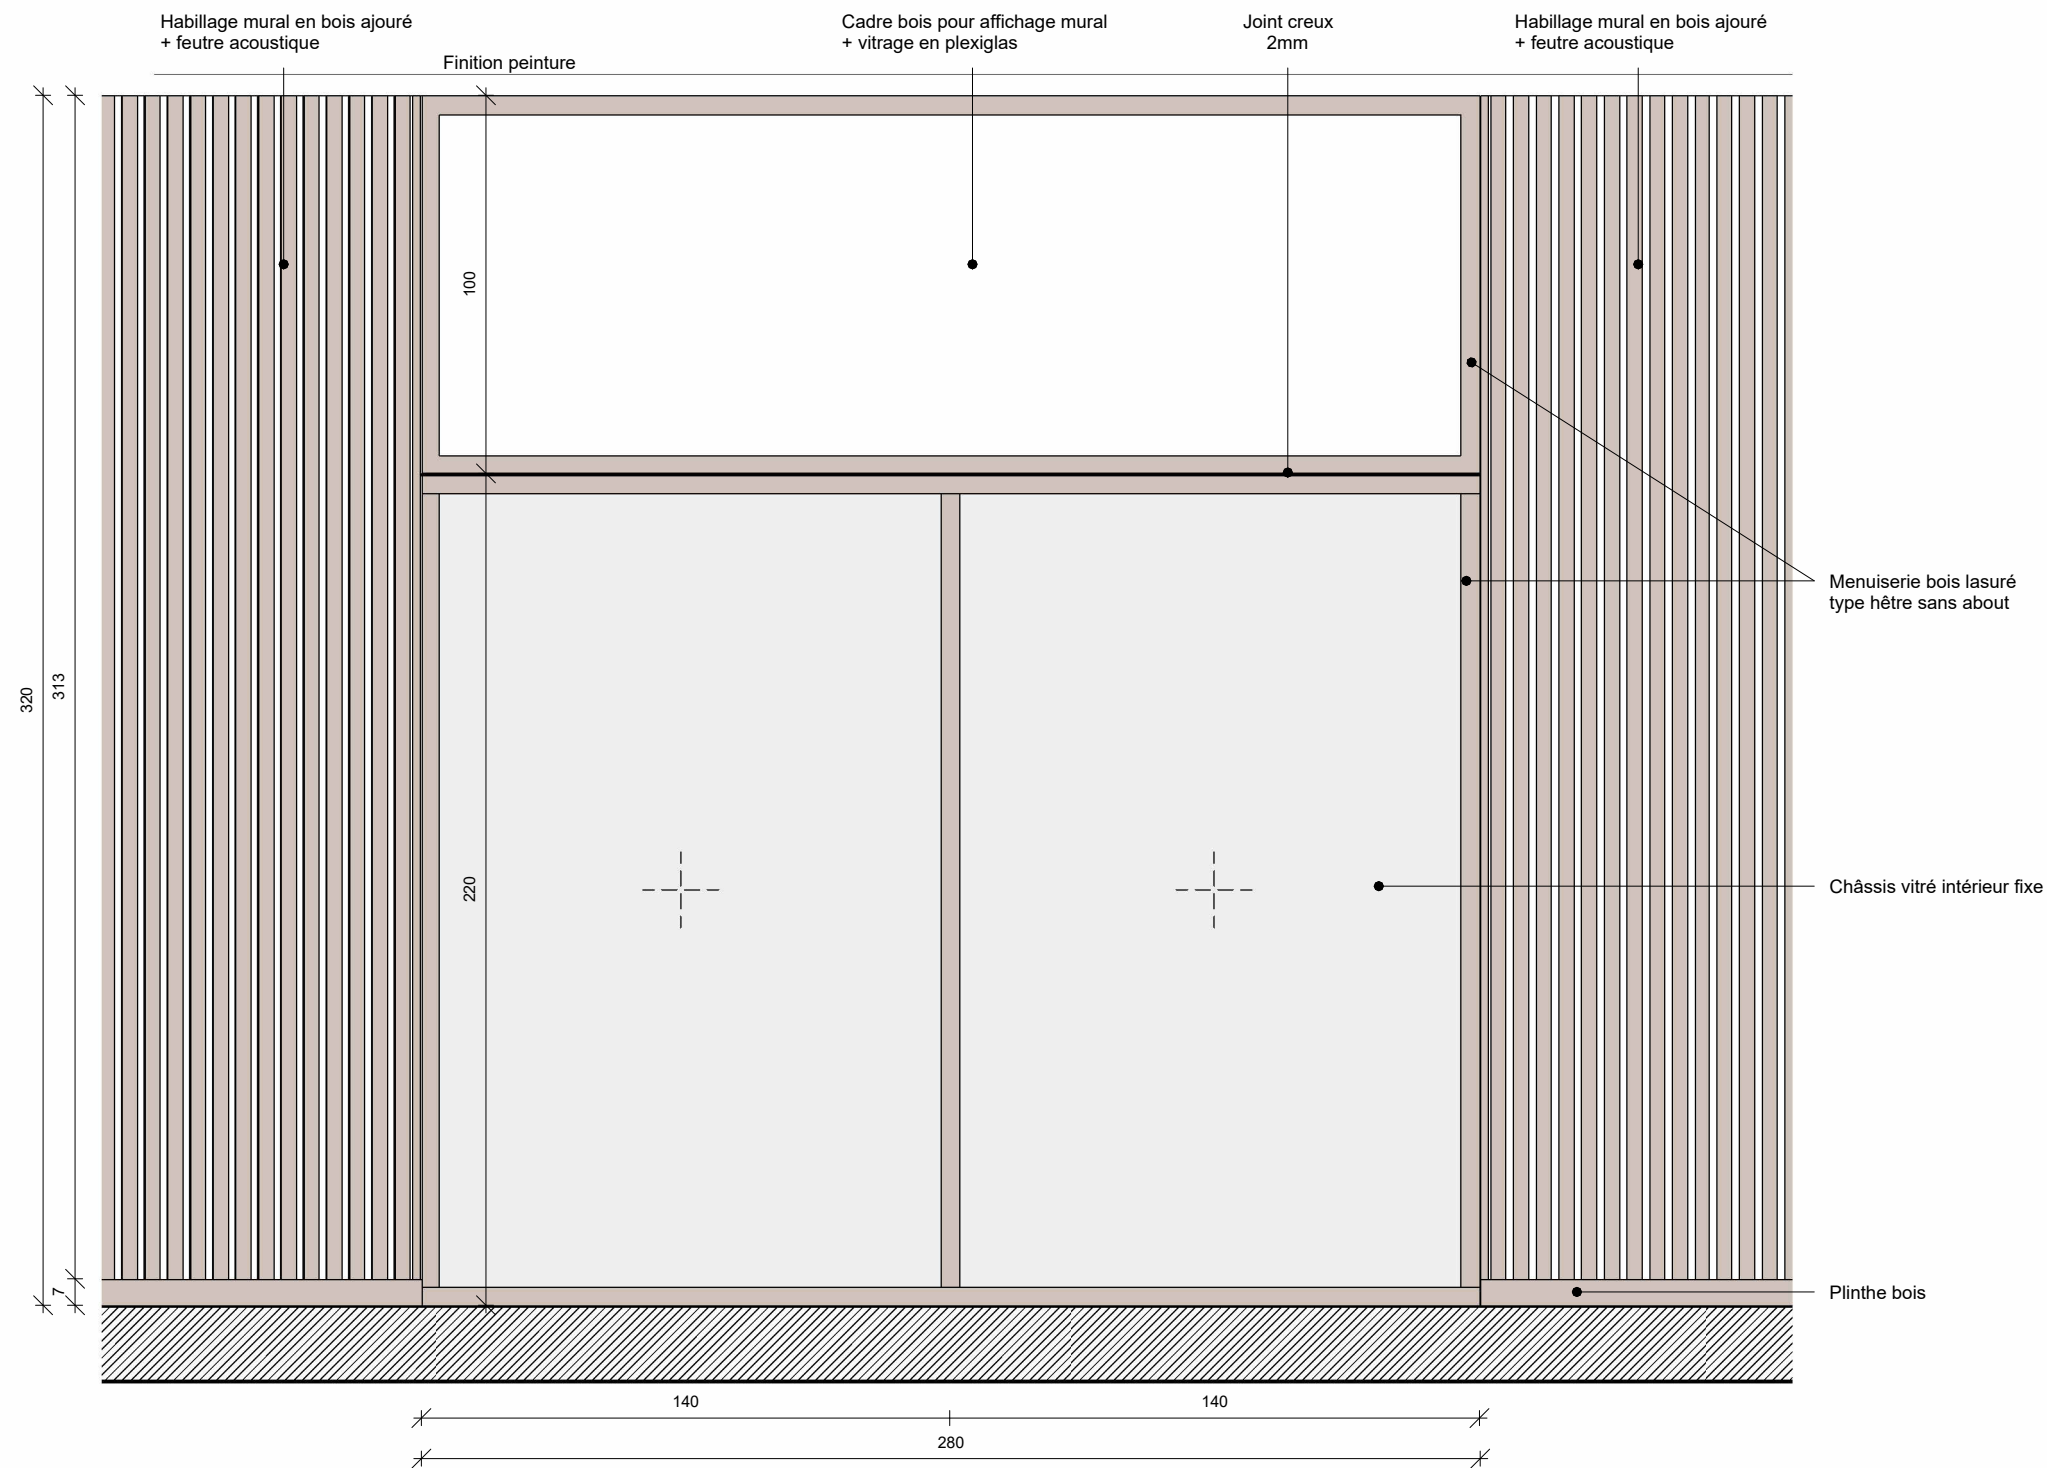 Habillage mural en bois ajouré
+ feutre acoustique
Finition peinture
Cadre bois pour affichage mural
+ vitrage en plexiglas
Joint creux
2mm
Habillage mural en bois ajouré
+ feutre acoustique
100
320
313
220
7
Menuiserie bois lasuré
type hêtre sans about
Châssis vitré intérieur fixe
Plinthe bois
140
140
280